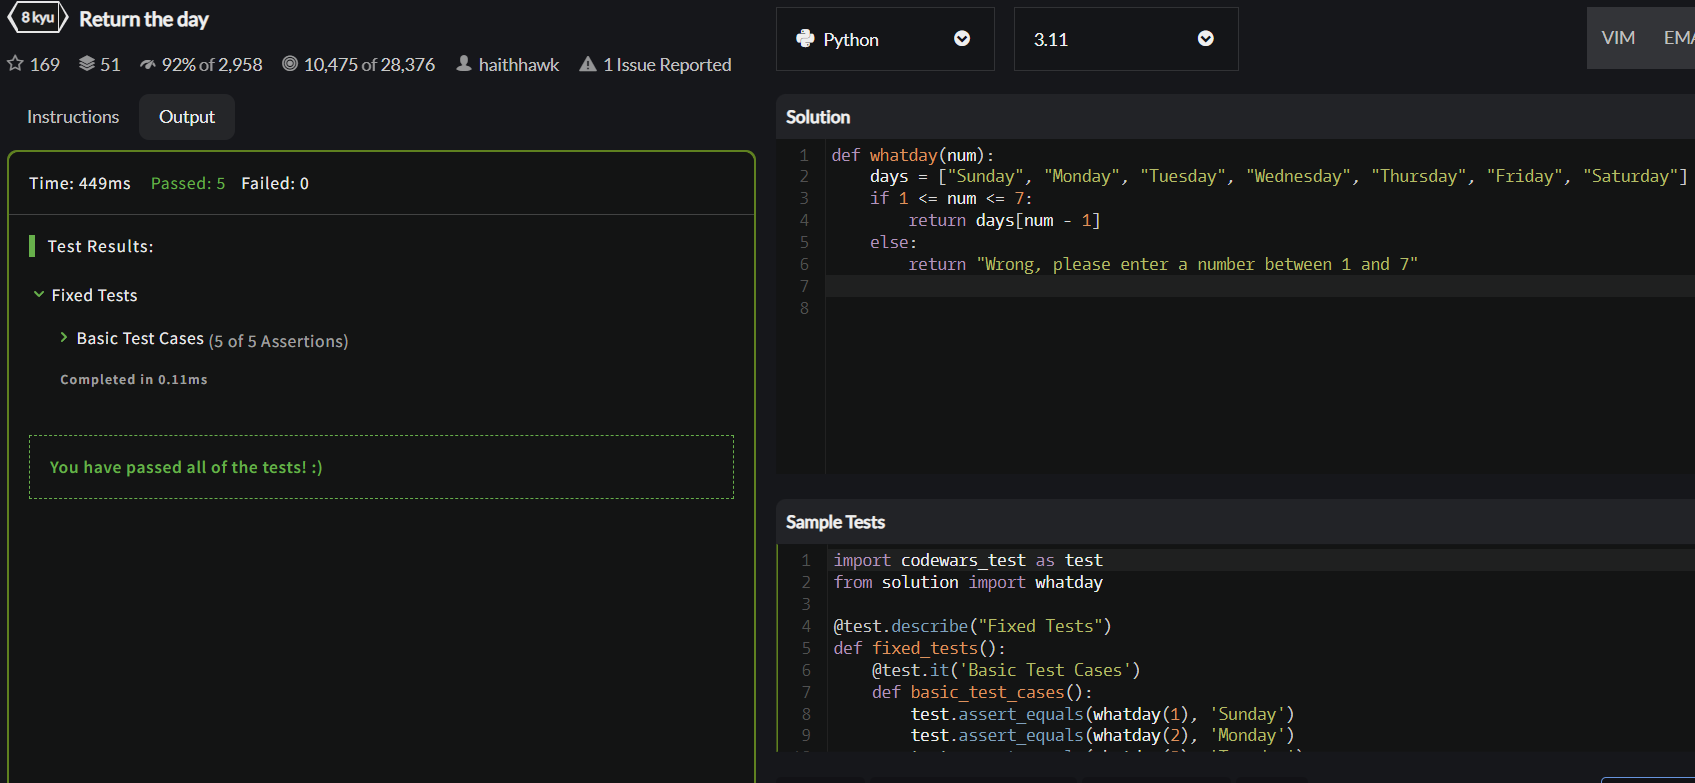 8 kyu Return the day
169 51 92% of 2,958 10,475 of 28,376 haithhawk 1 Issue Reported
Instructions Output
Time: 449ms Passed: 5 Failed: 0
Test Results:
Fixed Tests
Basic Test Cases (5 of 5 Assertions)
Completed in 0.11ms
You have passed all of the tests! :)
Python 3.11 VIM
Solution
1 def whatday(num):
2 days = ["Sunday", "Monday", "Tuesday", "Wednesday", "Thursday", "Friday", "Saturday"]
3 if 1 <= num <= 7:
4 return days[num - 1]
5 else:
6 return "Wrong, please enter a number between 1 and 7"
7
8
Sample Tests
1 import codewars_test as test
2 from solution import whatday
3
4 @test.describe("Fixed Tests")
5 def fixed_tests():
6 @test.it('Basic Test Cases')
7 def basic_test_cases():
8 test.assert_equals(whatday(1), 'Sunday')
9 test.assert_equals(whatday(2), 'Monday')